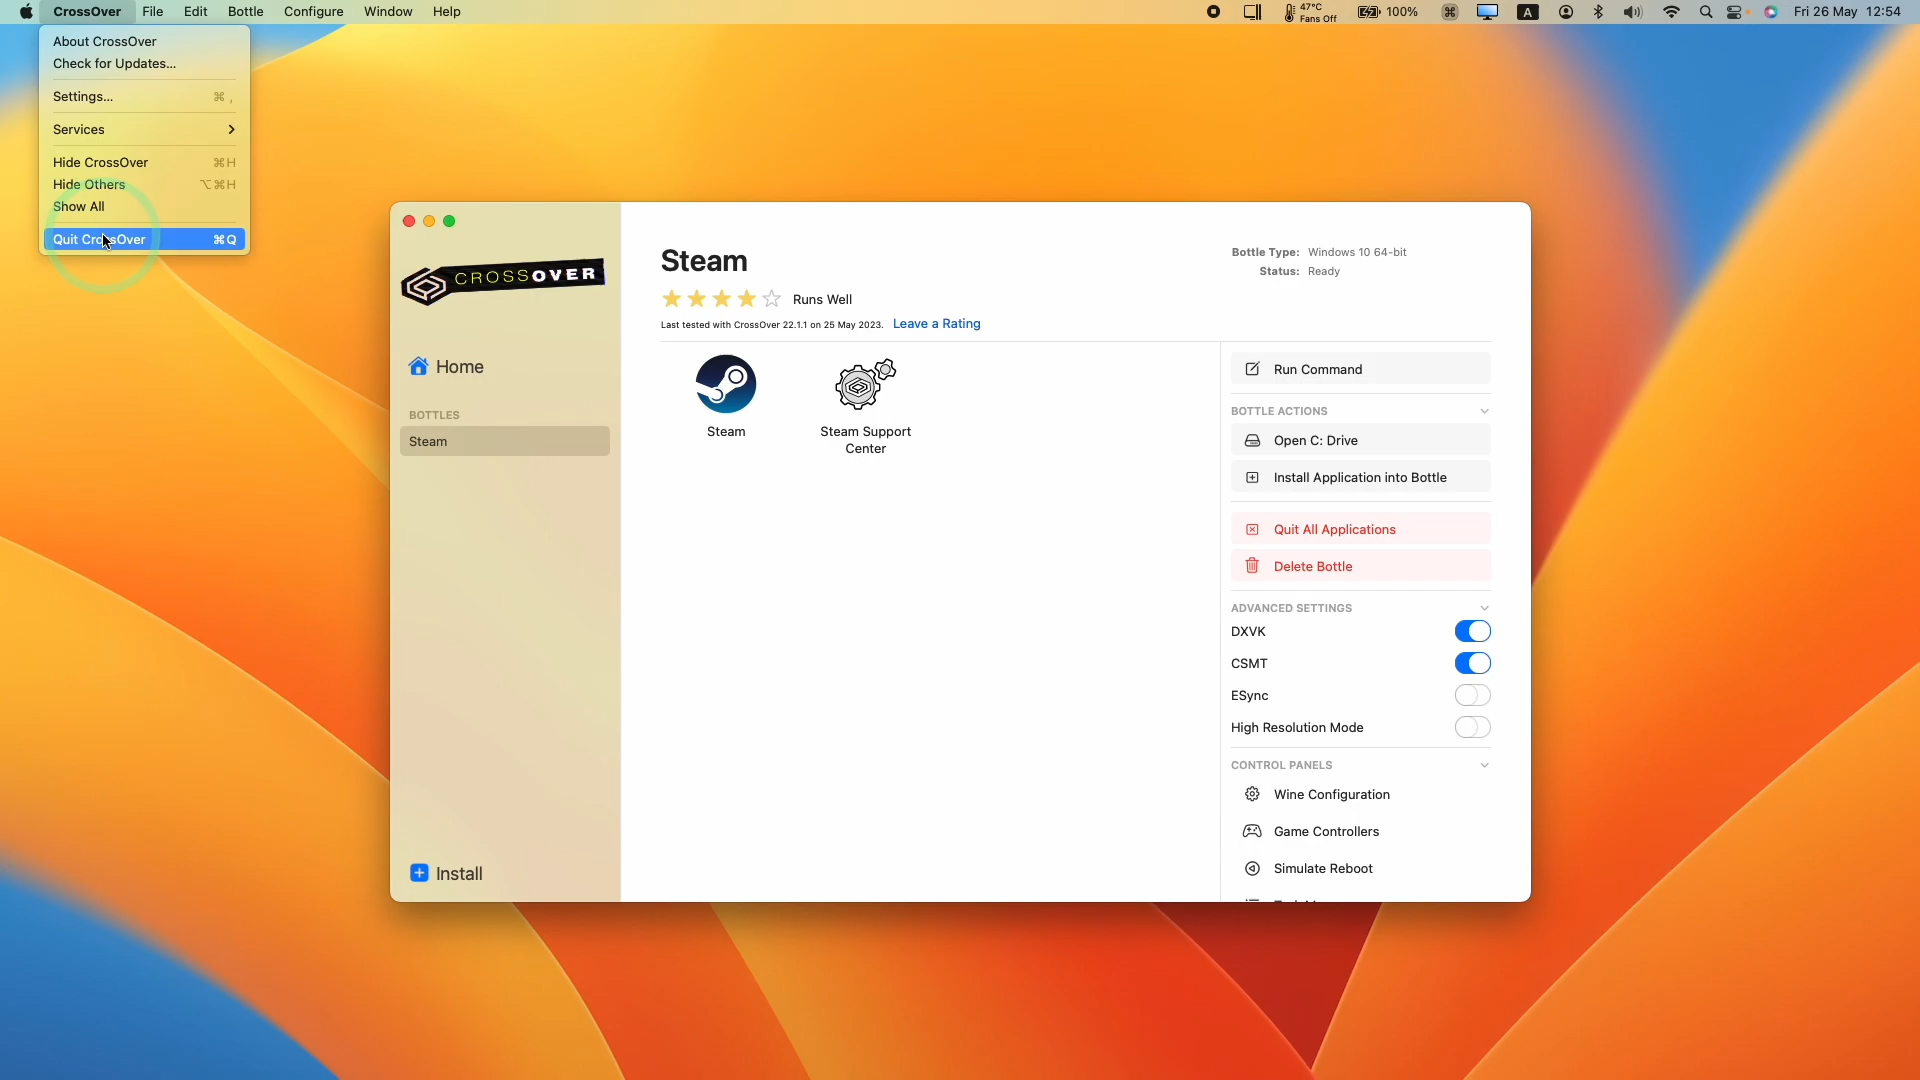 CrossOver File Edit Bottle Configure Window Help
47°C
Fans Off
100%
A
Fri 26 May 12:54
About CrossOver
Check for Updates...
Settings... ⌘ ,
Services
Hide CrossOver ⌘H
Hide Others ⌥⌘H
Show All
Quit CrossOver ⌘Q
CROSSOVER
Home
BOTTLES
Steam
Install
Steam
Runs Well
Last tested with CrossOver 22.1.1 on 25 May 2023. Leave a Rating
Bottle Type: Windows 10 64-bit
Status: Ready
Steam
Steam Support
Center
Run Command
BOTTLE ACTIONS
Open C: Drive
Install Application into Bottle
Quit All Applications
Delete Bottle
ADVANCED SETTINGS
DXVK
CSMT
ESync
High Resolution Mode
CONTROL PANELS
Wine Configuration
Game Controllers
Simulate Reboot